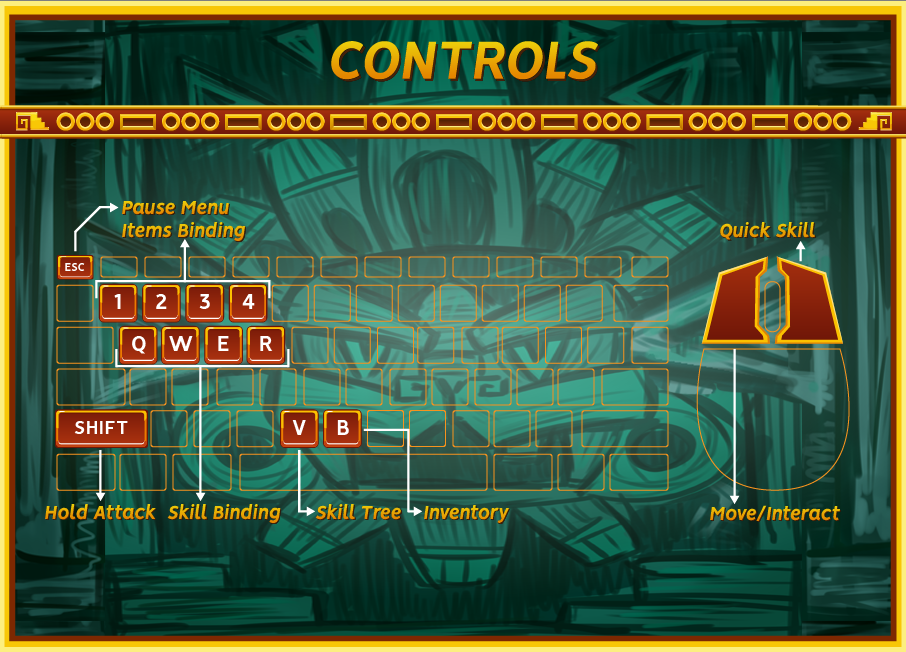 CONTROLS
Pause Menu
Items Binding
Quick Skill
ESC
1 2 3 4
Q W E R
SHIFT V B
Hold Attack Skill Binding Skill Tree Inventory Move/Interact